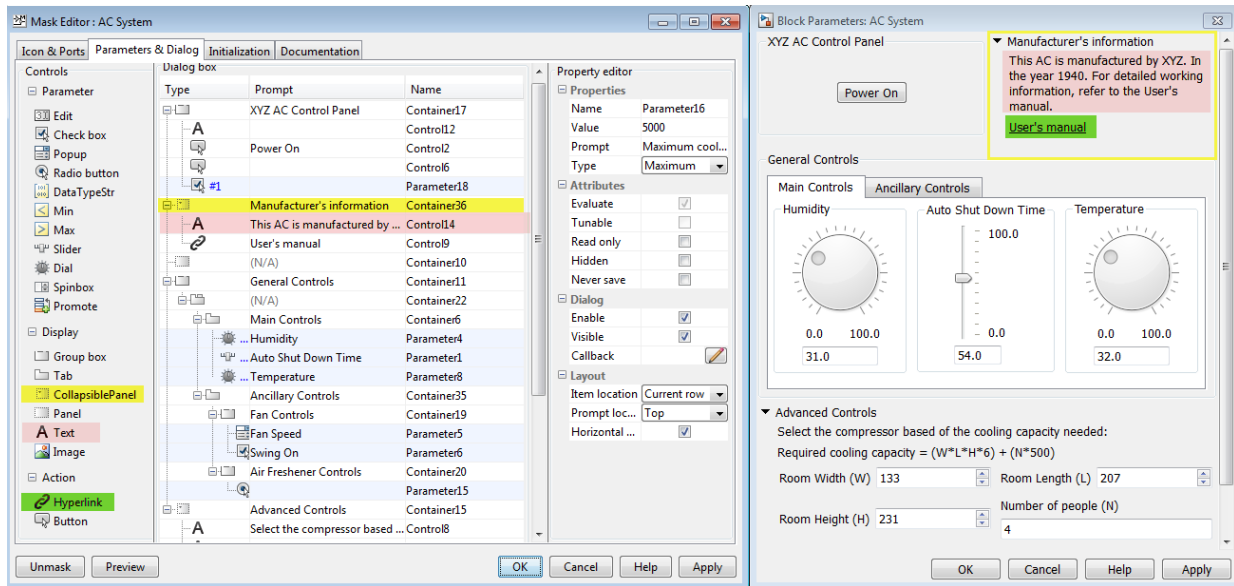 Mask Editor : AC System
Icon & Ports
Parameters & Dialog
Initialization
Documentation
Controls
Parameter
Edit
Check box
Popup
Radio button
DataTypeStr
Min
Max
Slider
Dial
Spinbox
Promote
Display
Group box
Tab
CollapsiblePanel
Panel
A Text
Image
Action
Hyperlink
Button
Dialog box
Type Prompt Name
XYZ AC Control Panel Container17
A Control12
Power On Control2
Control6
#1 Parameter18
Manufacturer's information Container36
A This AC is manufactured by ... Control14
User's manual Control9
(N/A) Container10
General Controls Container11
(N/A) Container22
Main Controls Container6
... Humidity Parameter4
... Auto Shut Down Time Parameter1
... Temperature Parameter8
Ancillary Controls Container35
Fan Controls Container19
Fan Speed Parameter5
Swing On Parameter6
Air Freshener Controls Container20
Parameter15
Advanced Controls Container15
A Select the compressor based ... Control8
Property editor
Properties
Name Parameter16
Value 5000
Prompt Maximum cool...
Type Maximum
Attributes
Evaluate
Tunable
Read only
Hidden
Never save
Dialog
Enable
Visible
Callback
Layout
Item location Current row
Prompt loc... Top
Horizontal ...
Unmask Preview OK Cancel Help Apply
Block Parameters: AC System
XYZ AC Control Panel
Power On
Manufacturer's information
This AC is manufactured by XYZ. In
the year 1940. For detailed working
information, refer to the User's
manual.
User's manual
General Controls
Main Controls Ancillary Controls
Humidity
0.0 100.0
31.0
Auto Shut Down Time
100.0
0.0
54.0
Temperature
0.0 100.0
32.0
Advanced Controls
Select the compressor based of the cooling capacity needed:
Required cooling capacity = (W*L*H*6) + (N*500)
Room Width (W) 133 Room Length (L) 207
Room Height (H) 231
Number of people (N)
4
OK Cancel Help Apply